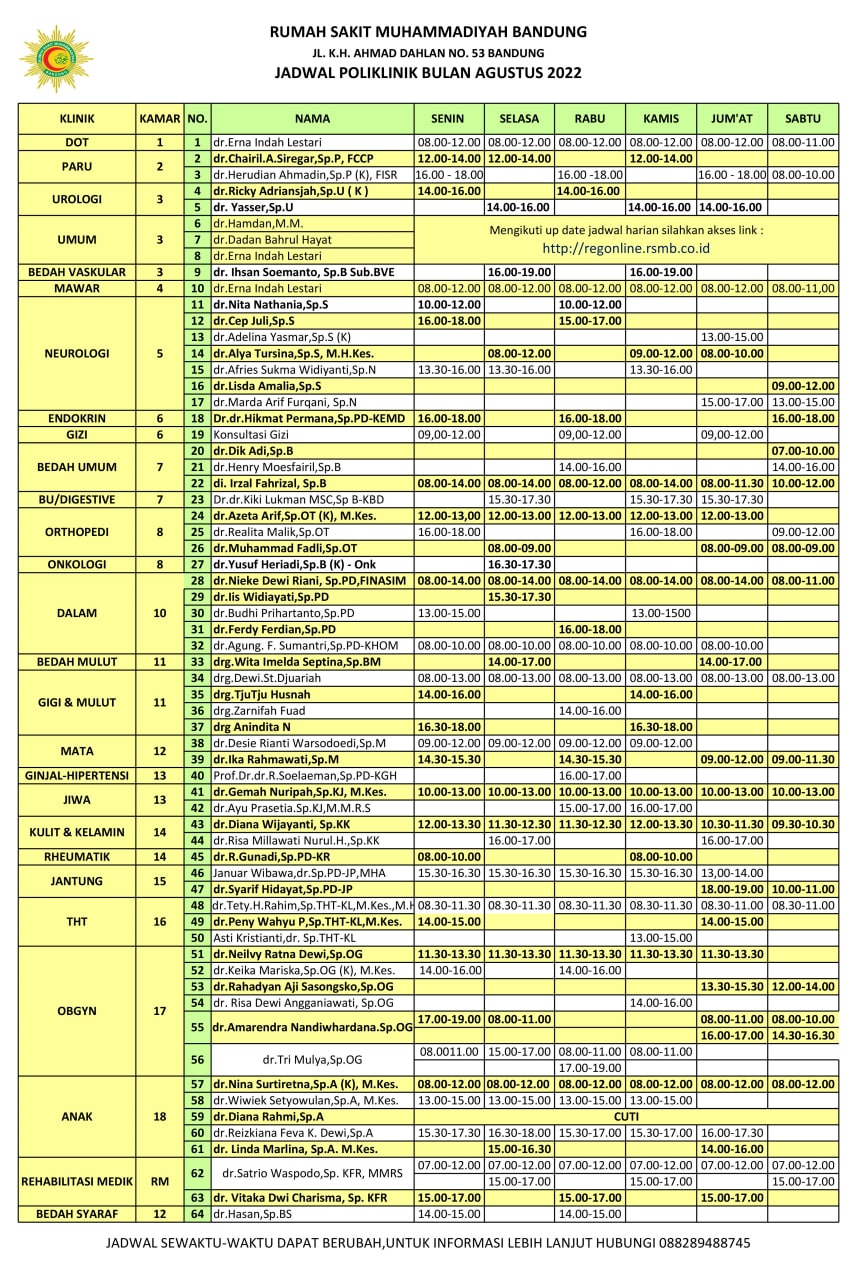 RUMAH SAKIT MUHAMMADIYAH BANDUNG
JL. K.H. AHMAD DAHLAN NO. 53 BANDUNG
JADWAL POLIKLINIK BULAN AGUSTUS 2022
KLINIK KAMAR NO. NAMA SENIN SELASA RABU KAMIS JUM'AT SABTU
DOT 1 1 dr.Erna Indah Lestari 08.00-12.00 08.00-12.00 08.00-12.00 08.00-12.00 08.00-12.00 08.00-11.00
PARU 2
2 dr.Chairil.A.Siregar,Sp.P, FCCP 12.00-14.00 12.00-14.00 12.00-14.00
3 dr.Herudian Ahmadin,Sp.P (K), FISR 16.00 - 18.00 16.00 -18.00 16.00 - 18.00 08.00-10.00
UROLOGI 3
4 dr.Ricky Adriansjah,Sp.U ( K ) 14.00-16.00 14.00-16.00
5 dr. Yasser,Sp.U 14.00-16.00 14.00-16.00 14.00-16.00
UMUM 3
6 dr.Hamdan,M.M.
7 dr.Dadan Bahrul Hayat
8 dr.Erna Indah Lestari
Mengikuti up date jadwal harian silahkan akses link :
http://regonline.rsmb.co.id
BEDAH VASKULAR 3 9 dr. Ihsan Soemanto, Sp.B Sub.BVE 16.00-19.00 16.00-19.00
MAWAR 4 10 dr.Erna Indah Lestari 08.00-12.00 08.00-12.00 08.00-12.00 08.00-12.00 08.00-12.00 08.00-11,00
NEUROLOGI 5
11 dr.Nita Nathania,Sp.S 10.00-12.00 10.00-12.00
12 dr.Cep Juli,Sp.S 16.00-18.00 15.00-17.00
13 dr.Adelina Yasmar,Sp.S (K) 13.00-15.00
14 dr.Alya Tursina,Sp.S, M.H.Kes. 08.00-12.00 09.00-12.00 08.00-10.00
15 dr.Afries Sukma Widiyanti,Sp.N 13.30-16.00 13.30-16.00 13.30-16.00
16 dr.Lisda Amalia,Sp.S 09.00-12.00
17 dr.Marda Arif Furqani, Sp.N 15.00-17.00 13.00-15.00
ENDOKRIN 6 18 Dr.dr.Hikmat Permana,Sp.PD-KEMD 16.00-18.00 16.00-18.00 16.00-18.00
GIZI 6 19 Konsultasi Gizi 09,00-12.00 09,00-12.00 09,00-12.00
BEDAH UMUM 7
20 dr.Dik Adi,Sp.B 07.00-10.00
21 dr.Henry Moesfairil,Sp.B 14.00-16.00 14.00-16.00
22 di. Irzal Fahrizal, Sp.B 08.00-14.00 08.00-14.00 08.00-12.00 08.00-14.00 08.00-11.30 10.00-12.00
BU/DIGESTIVE 7 23 Dr.dr.Kiki Lukman MSC,Sp B-KBD 15.30-17.30 15.30-17.30 15.30-17.30
ORTHOPEDI 8
24 dr.Azeta Arif,Sp.OT (K), M.Kes. 12.00-13,00 12.00-13.00 12.00-13.00 12.00-13.00 12.00-13.00
25 dr.Realita Malik,Sp.OT 16.00-18.00 16.00-18.00 09.00-12.00
26 dr.Muhammad Fadli,Sp.OT 08.00-09.00 08.00-09.00 08.00-09.00
ONKOLOGI 8 27 dr.Yusuf Heriadi,Sp.B (K) - Onk 16.30-17.30
DALAM 10
28 dr.Nieke Dewi Riani, Sp.PD,FINASIM 08.00-14.00 08.00-14.00 08.00-14.00 08.00-14.00 08.00-14.00 08.00-11.00
29 dr.Iis Widiayati,Sp.PD 15.30-17.30
30 dr.Budhi Prihartanto,Sp.PD 13.00-15.00 13.00-1500
31 dr.Ferdy Ferdian,Sp.PD 16.00-18.00
32 dr.Agung. F. Sumantri,Sp.PD-KHOM 08.00-10.00 08.00-10.00 08.00-10.00 08.00-10.00 08.00-10.00
BEDAH MULUT 11 33 drg.Wita Imelda Septina,Sp.BM 14.00-17.00 14.00-17.00
GIGI & MULUT 11
34 drg.Dewi.St.Djuariah 08.00-13.00 08.00-13.00 08.00-13.00 08.00-13.00 08.00-13.00 08.00-13.00
35 drg.TjuTju Husnah 14.00-16.00 14.00-16.00
36 drg.Zarnifah Fuad 14.00-16.00
37 drg Anindita N 16.30-18.00 16.30-18.00
MATA 12
38 dr.Desie Rianti Warsodoedi,Sp.M 09.00-12.00 09.00-12.00 09.00-12.00 09.00-12.00
39 dr.Ika Rahmawati,Sp.M 14.30-15.30 14.30-15.30 09.00-12.00 09.00-11.30
GINJAL-HIPERTENSI 13 40 Prof.Dr.dr.R.Soelaeman,Sp.PD-KGH 16.00-17.00
JIWA 13
41 dr.Gemah Nuripah,Sp.KJ, M.Kes. 10.00-13.00 10.00-13.00 10.00-13.00 10.00-13.00 10.00-13.00 10.00-13.00
42 dr.Ayu Prasetia.Sp.KJ,M.M.R.S 15.00-17.00 16.00-17.00
KULIT & KELAMIN 14
43 dr.Diana Wijayanti,Sp.KK 12.00-13.30 11.30-12.30 11.30-12.30 12.00-13.30 10.30-11.30 09.30-10.30
44 dr.Risa Millawati Nurul.H.,Sp.KK 16.00-17.00 16.00-17.00
RHEUMATIK 14 45 dr.R.Gunadi,Sp.PD-KR 08.00-10.00 08.00-10.00
JANTUNG 15
46 Januar Wibawa,dr.Sp.PD-JP,MHA 15.30-16.30 15.30-16.30 15.30-16.30 15.30-16.30 13,00-14.00
47 dr.Syarif Hidayat,Sp.PD-JP 18.00-19.00 10.00-11.00
THT 16
48 dr.Tety.H.Rahim,Sp.THT-KL,M.Kes.,M.H 08.30-11.30 08.30-11.30 08.30-11.30 08.30-11.30 08.30-11.00 08.30-11.00
49 dr.Peny Wahyu P,Sp.THT-KL,M.Kes. 14.00-15.00 14.00-15.00
50 Asti Kristianti,dr. Sp.THT-KL 13.00-15.00
OBGYN 17
51 dr.Neilvy Ratna Dewi,Sp.OG 11.30-13.30 11.30-13.30 11.30-13.30 11.30-13.30 11.30-13.30
52 dr.Keika Mariska,Sp.OG (K), M.Kes. 14.00-16.00 14.00-16.00
53 dr.Rahadyan Aji Sasongsko,Sp.OG 13.30-15.30 12.00-14.00
54 dr. Risa Dewi Angganiawati, Sp.OG 14.00-16.00
55 dr.Amarendra Nandiwhardana.Sp.OG 17.00-19.00 08.00-11.00 08.00-11.00 08.00-10.00
16.00-17.00 14.30-16.30
56 dr.Tri Mulya,Sp.OG 08.0011.00 15.00-17.00 08.00-11.00 08.00-11.00
17.00-19.00
ANAK 18
57 dr.Nina Surtiretna,Sp.A (K), M.Kes. 08.00-12.00 08.00-12.00 08.00-12.00 08.00-12.00 08.00-12.00 08.00-12.00
58 dr.Wiwiek Setyowulan,Sp.A, M.Kes. 13.00-15.00 13.00-15.00 13.00-15.00 13.00-15.00
59 dr.Diana Rahmi,Sp.A CUTI
60 dr.Reizkiana Feva K. Dewi,Sp.A 15.30-17.30 16.30-18.00 15.30-17.00 15.30-17.00 16.00-17.30
61 dr. Linda Marlina, Sp.A. M.Kes. 15.00-16.30 14.00-16.00
REHABILITASI MEDIK RM
62 dr.Satrio Waspodo,Sp. KFR, MMRS 07.00-12.00 07.00-12.00 07.00-12.00 07.00-12.00 07.00-12.00 07.00-12.00
15.00-17.00 15.00-17.00 15.00-17.00
63 dr. Vitaka Dwi Charisma, Sp. KFR 15.00-17.00 15.00-17.00 15.00-17.00
BEDAH SYARAF 12 64 dr.Hasan,Sp.BS 14.00-15.00 14.00-15.00
JADWAL SEWAKTU-WAKTU DAPAT BERUBAH,UNTUK INFORMASI LEBIH LANJUT HUBUNGI 088289488745